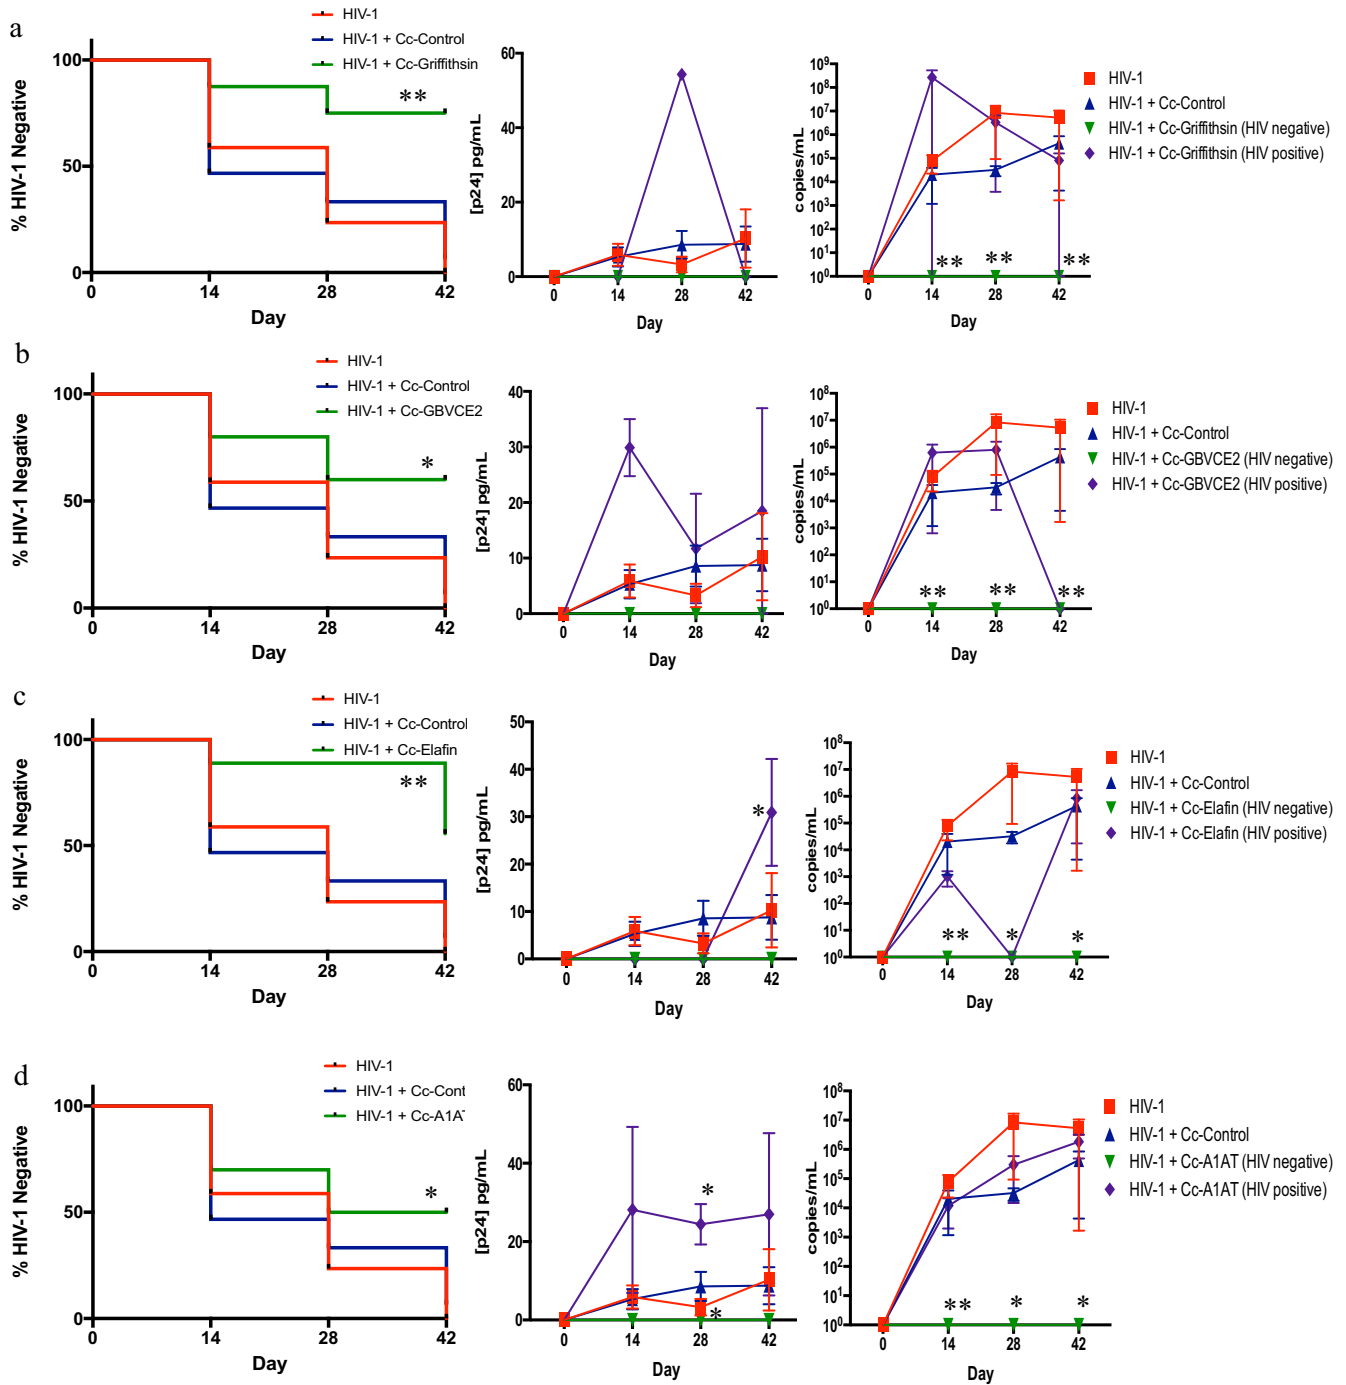 a
HIV-1
HIV-1 + Cc-Control
HIV-1 + Cc-Griffithsin
% HIV-1 Negative
100
50
0
**
0 14 28 42
Day
[p24] pg/mL
60
40
20
0
0 14 28 42
Day
copies/mL
10⁹
10⁸
10⁷
10⁶
10⁵
10⁴
10³
10²
10¹
10⁰
** ** **
0 14 28 42
Day
HIV-1
HIV-1 + Cc-Control
HIV-1 + Cc-Griffithsin (HIV negative)
HIV-1 + Cc-Griffithsin (HIV positive)
b
HIV-1
HIV-1 + Cc-Control
HIV-1 + Cc-GBVCE2
% HIV-1 Negative
100
50
0
*
0 14 28 42
Day
[p24] pg/mL
40
30
20
10
0
0 14 28 42
Day
copies/mL
10⁸
10⁷
10⁶
10⁵
10⁴
10³
10²
10¹
10⁰
** ** **
0 14 28 42
Day
HIV-1
HIV-1 + Cc-Control
HIV-1 + Cc-GBVCE2 (HIV negative)
HIV-1 + Cc-GBVCE2 (HIV positive)
c
HIV-1
HIV-1 + Cc-Control
HIV-1 + Cc-Elafin
% HIV-1 Negative
100
50
0
**
0 14 28 42
Day
[p24] pg/mL
50
40
30
20
10
0
*
0 14 28 42
Day
copies/mL
10⁸
10⁷
10⁶
10⁵
10⁴
10³
10²
10¹
10⁰
** * *
0 14 28 42
Day
HIV-1
HIV-1 + Cc-Control
HIV-1 + Cc-Elafin (HIV negative)
HIV-1 + Cc-Elafin (HIV positive)
d
HIV-1
HIV-1 + Cc-Cont
HIV-1 + Cc-A1A
% HIV-1 Negative
100
50
0
*
0 14 28 42
Day
[p24] pg/mL
60
40
20
0
*
*
0 14 28 42
Day
copies/mL
10⁸
10⁷
10⁶
10⁵
10⁴
10³
10²
10¹
10⁰
** * *
0 14 28 42
Day
HIV-1
HIV-1 + Cc-Control
HIV-1 + Cc-A1AT (HIV negative)
HIV-1 + Cc-A1AT (HIV positive)